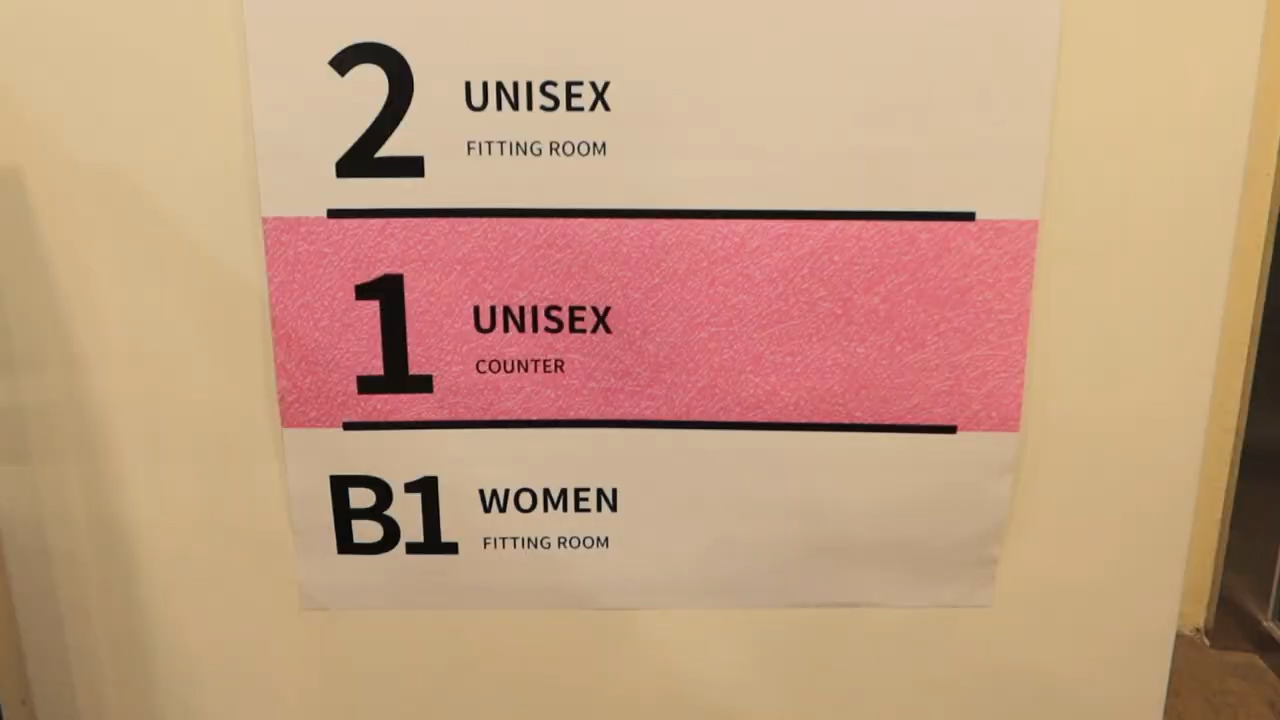 2
UNISEX
FITTING ROOM
1
UNISEX
COUNTER
B1
WOMEN
FITTING ROOM